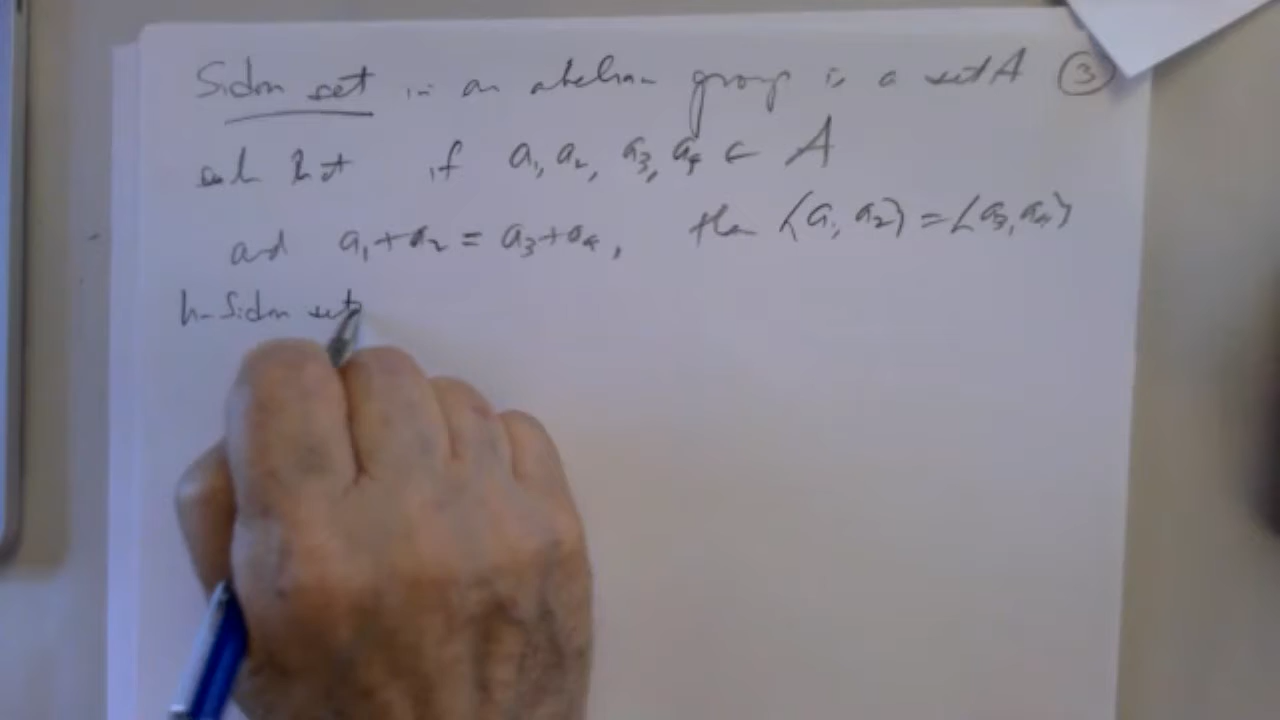 Sidon set in an abelian group is a set A ③
such that if a₁, a₂, a₃, a₄ ∈ A
and a₁+a₂ = a₃+a₄, then {a₁, a₂} = {a₃, a₄}
h-Sidon set